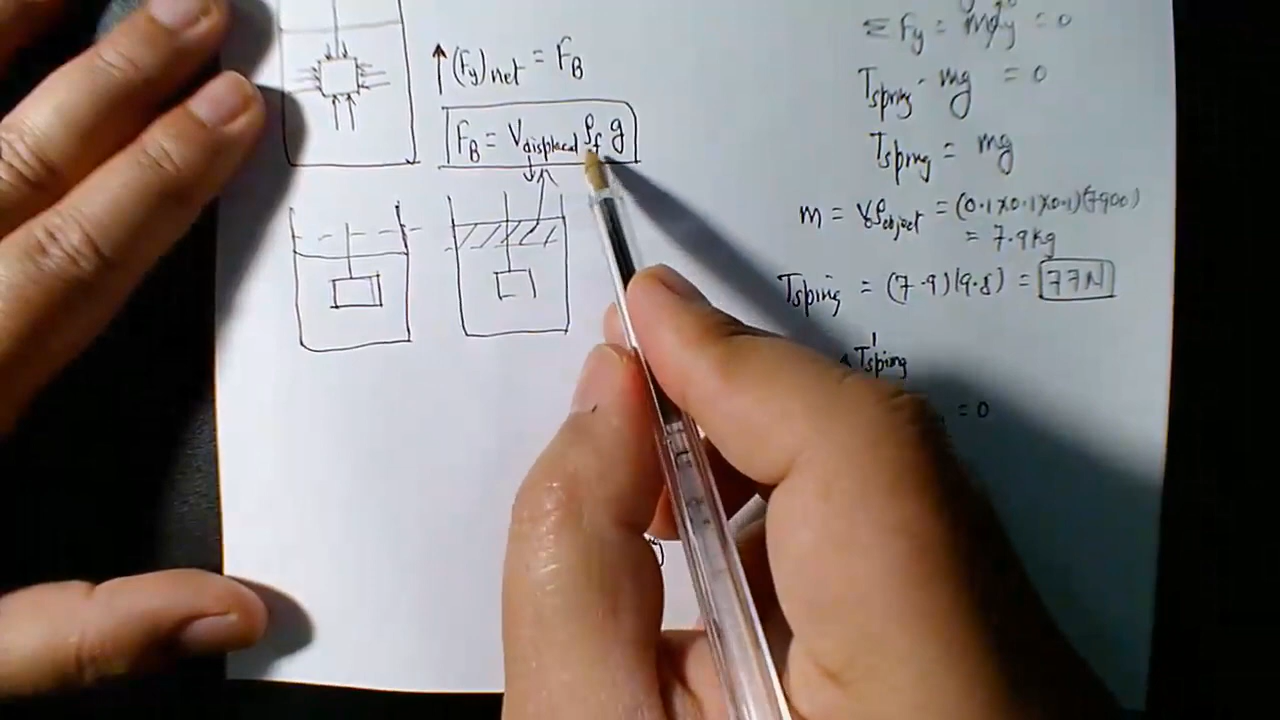 ↑ (Fy)net = FB
FB = Vdisplaced ρf g
Σ Fy = may = 0
Tspring - mg = 0
Tspring = mg
m = Vρobject = (0.1)(0.1)(0.1)(7900)
= 7.9kg
Tspring = (7.9)(9.8) = 77N
T'spring
= 0